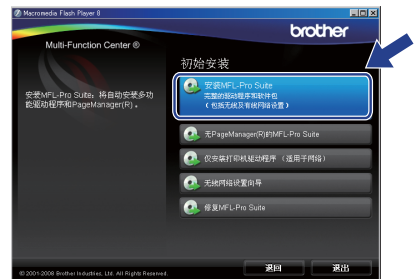 Macromedia Flash Player 8
brother
Multi-Function Center ®
初始安装
安装MFL-Pro Suite
完整的驱动程序和软件包
（包括无线及有线网络设置）
安装MFL-Pro Suite：将自动安装多功
能驱动程序和PageManager(R)。
无PageManager(R)的MFL-Pro Suite
仅安装打印机驱动程序 （适用于网络）
无线网络设置向导
修复MFL-Pro Suite
© 2001-2008 Brother Industries, Ltd. All Rights Reserved.
退回
退出